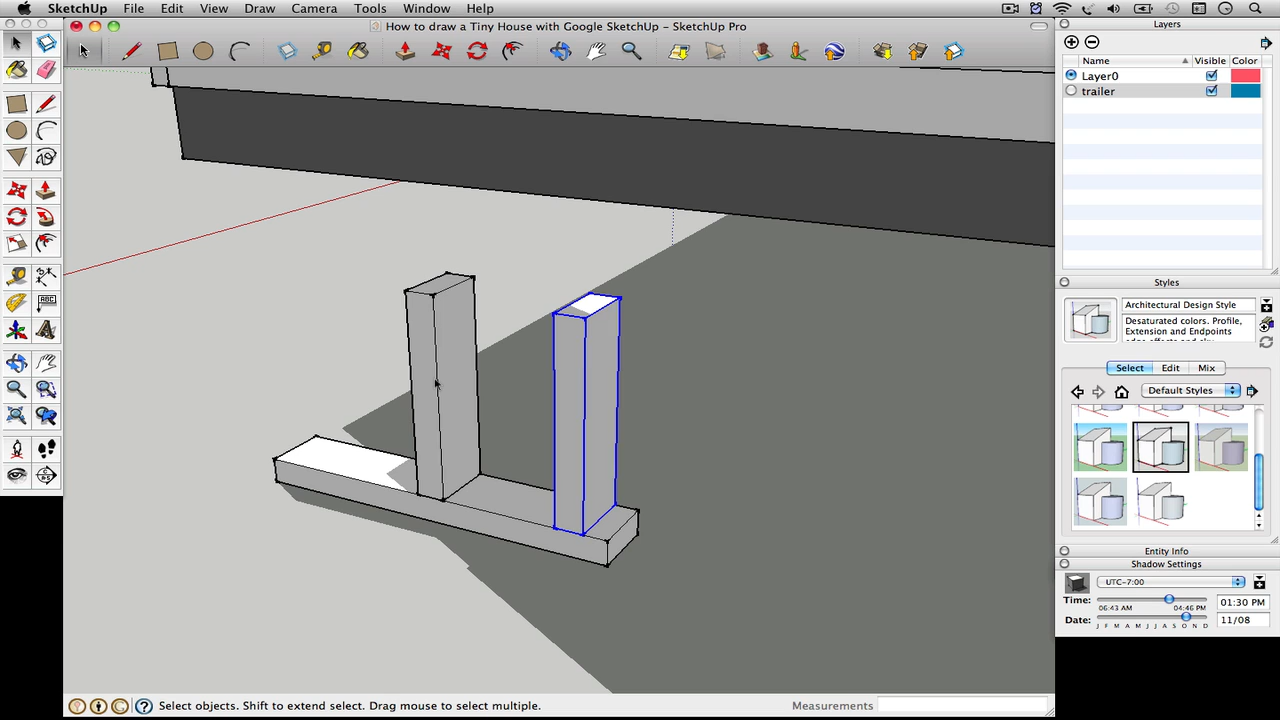 SketchUp File Edit View Draw Camera Tools Window Help
How to draw a Tiny House with Google SketchUp – SketchUp Pro
Layers
Name Visible Color
Layer0
trailer
Styles
Architectural Design Style
Desaturated colors. Profile,
Extension and Endpoints
Select Edit Mix
Default Styles
Entity Info
Shadow Settings
UTC-7:00
Time:
06:43 AM 04:46 PM
01:30 PM
Date:
J F M A M J J A S O N D
11/08
ABC
Select objects. Shift to extend select. Drag mouse to select multiple.
Measurements